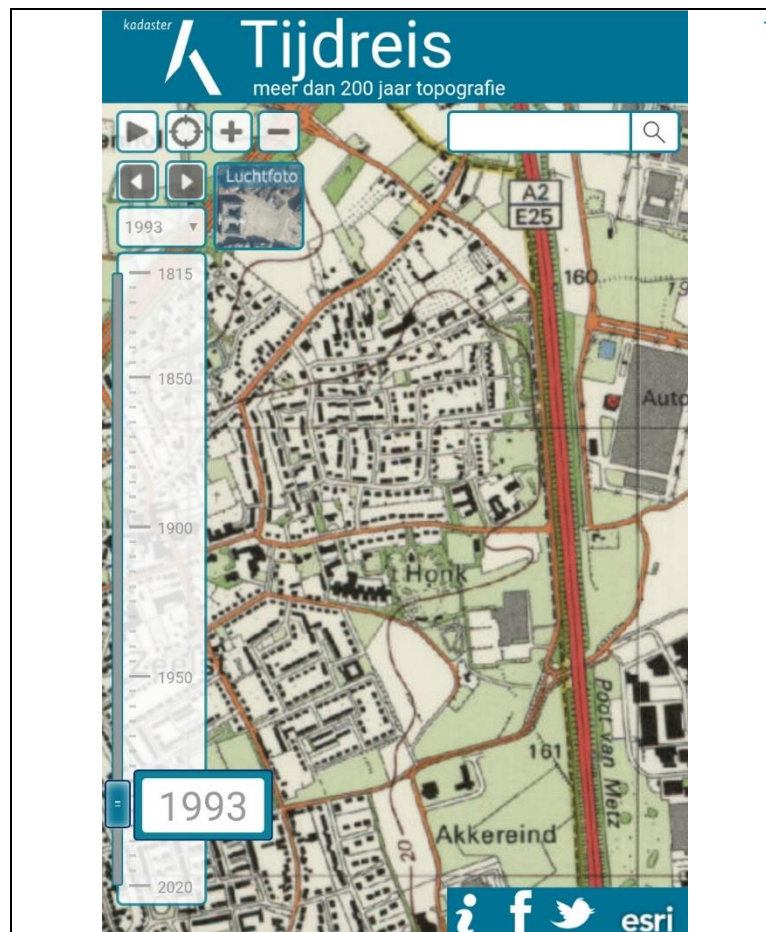 kadaster
Tijdreis
meer dan 200 jaar topografie
Luchtfoto
A2
E25
1993
1815
160
1850
Auto
1900
't Honk
1950
Poot van Metz
161
1993
Akkereind
20
2020
i f esri